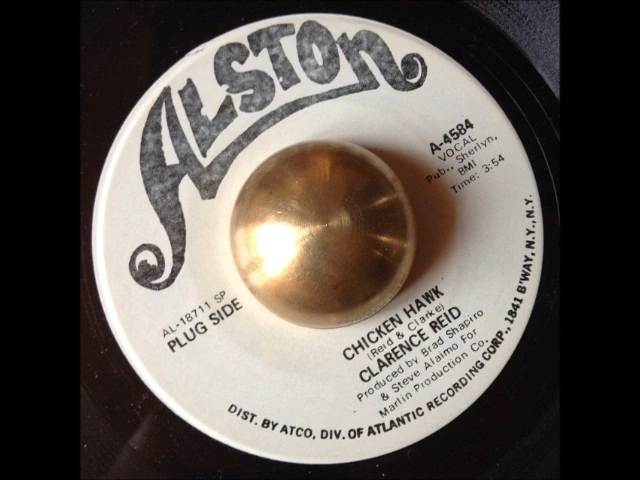 ALSTON
A-4584
VOCAL
Pub., Sherlyn,
BMI
Time: 3:54
AL-18711 SP
PLUG SIDE
CHICKEN HAWK
(Reid & Clarke)
CLARENCE REID
Produced by Brad Shapiro
& Steve Alaimo For
Marlin Production Co.
DIST. BY ATCO, DIV. OF ATLANTIC RECORDING CORP., 1841 B'WAY, N.Y., N.Y.